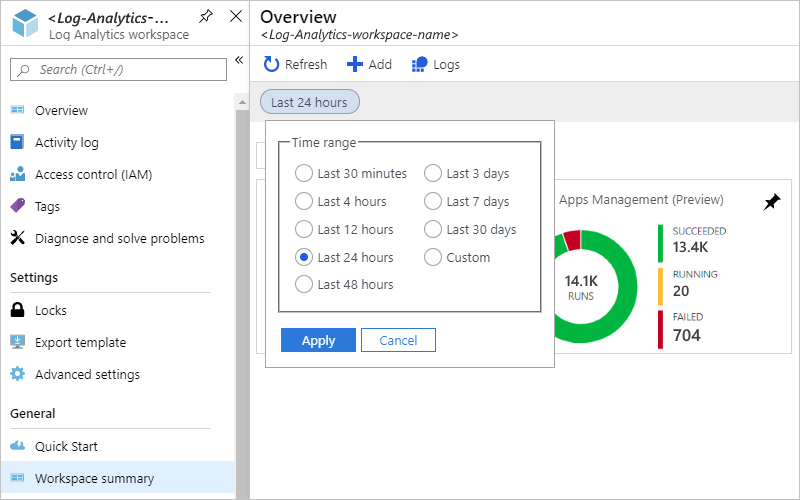 <Log-Analytics-...
Log Analytics workspace
Search (Ctrl+/)
Overview
Activity log
Access control (IAM)
Tags
Diagnose and solve problems
Settings
Locks
Export template
Advanced settings
General
Quick Start
Workspace summary
Overview
<Log-Analytics-workspace-name>
Refresh
Add
Logs
Last 24 hours
Time range
Last 30 minutes
Last 3 days
Last 4 hours
Last 7 days
Last 12 hours
Last 30 days
Last 24 hours
Custom
Last 48 hours
Apply
Cancel
Apps Management (Preview)
14.1K
RUNS
SUCCEEDED
13.4K
RUNNING
20
FAILED
704